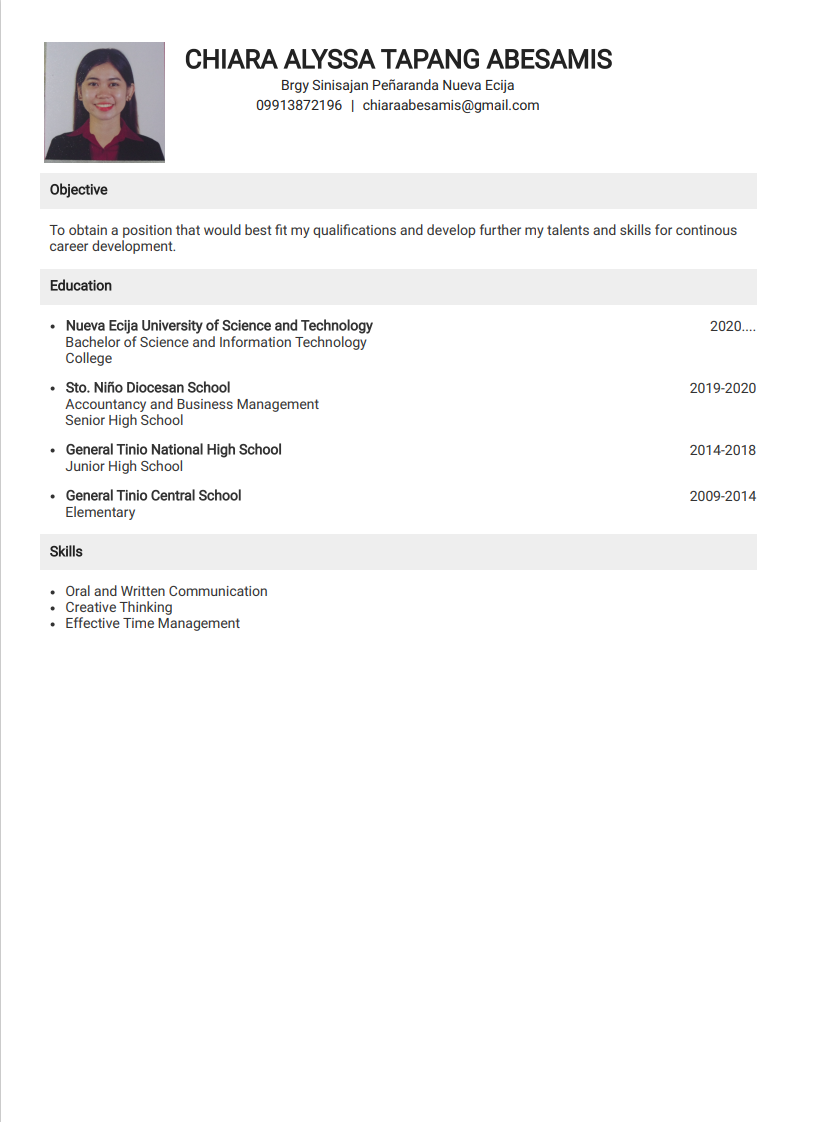 CHIARA ALYSSA TAPANG ABESAMIS
Brgy Sinisajan Peñaranda Nueva Ecija
09913872196 | chiaraabesamis@gmail.com
Objective
To obtain a position that would best fit my qualifications and develop further my talents and skills for continous
career development.
Education
• Nueva Ecija University of Science and Technology 2020....
Bachelor of Science and Information Technology
College
• Sto. Niño Diocesan School 2019-2020
Accountancy and Business Management
Senior High School
• General Tinio National High School 2014-2018
Junior High School
• General Tinio Central School 2009-2014
Elementary
Skills
• Oral and Written Communication
• Creative Thinking
• Effective Time Management